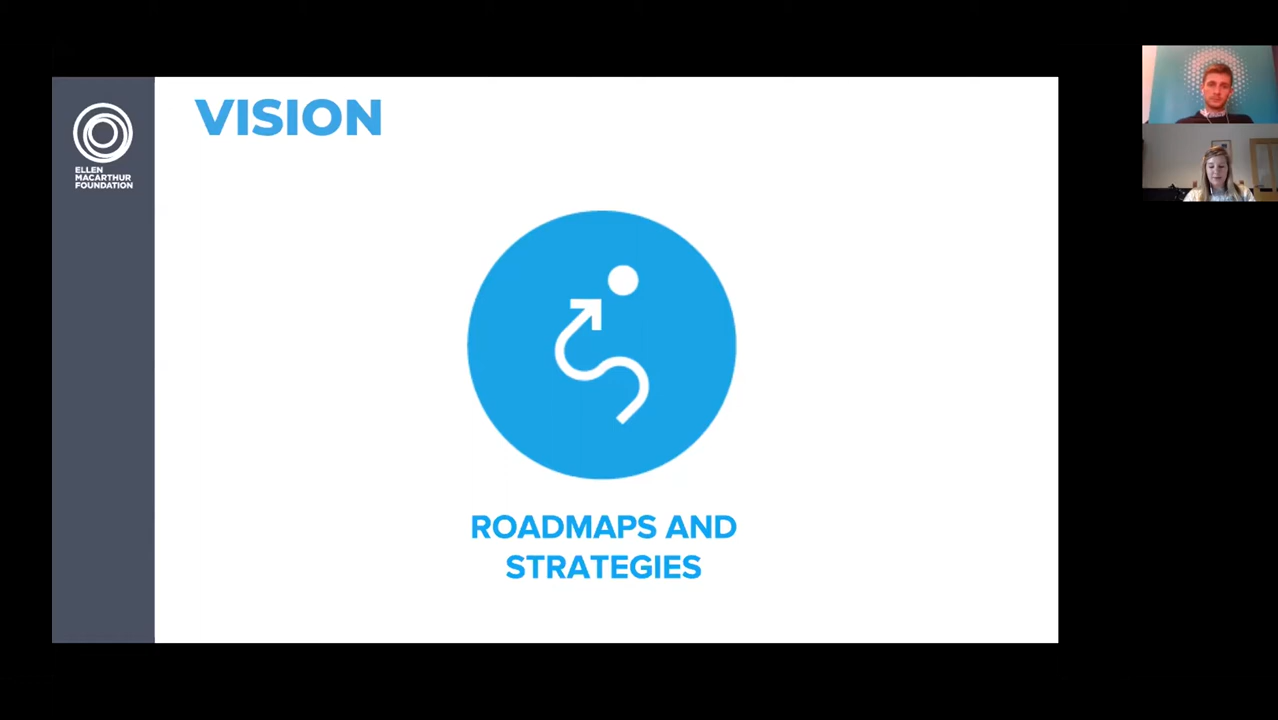 VISION
ELLEN
MACARTHUR
FOUNDATION
ROADMAPS AND
STRATEGIES